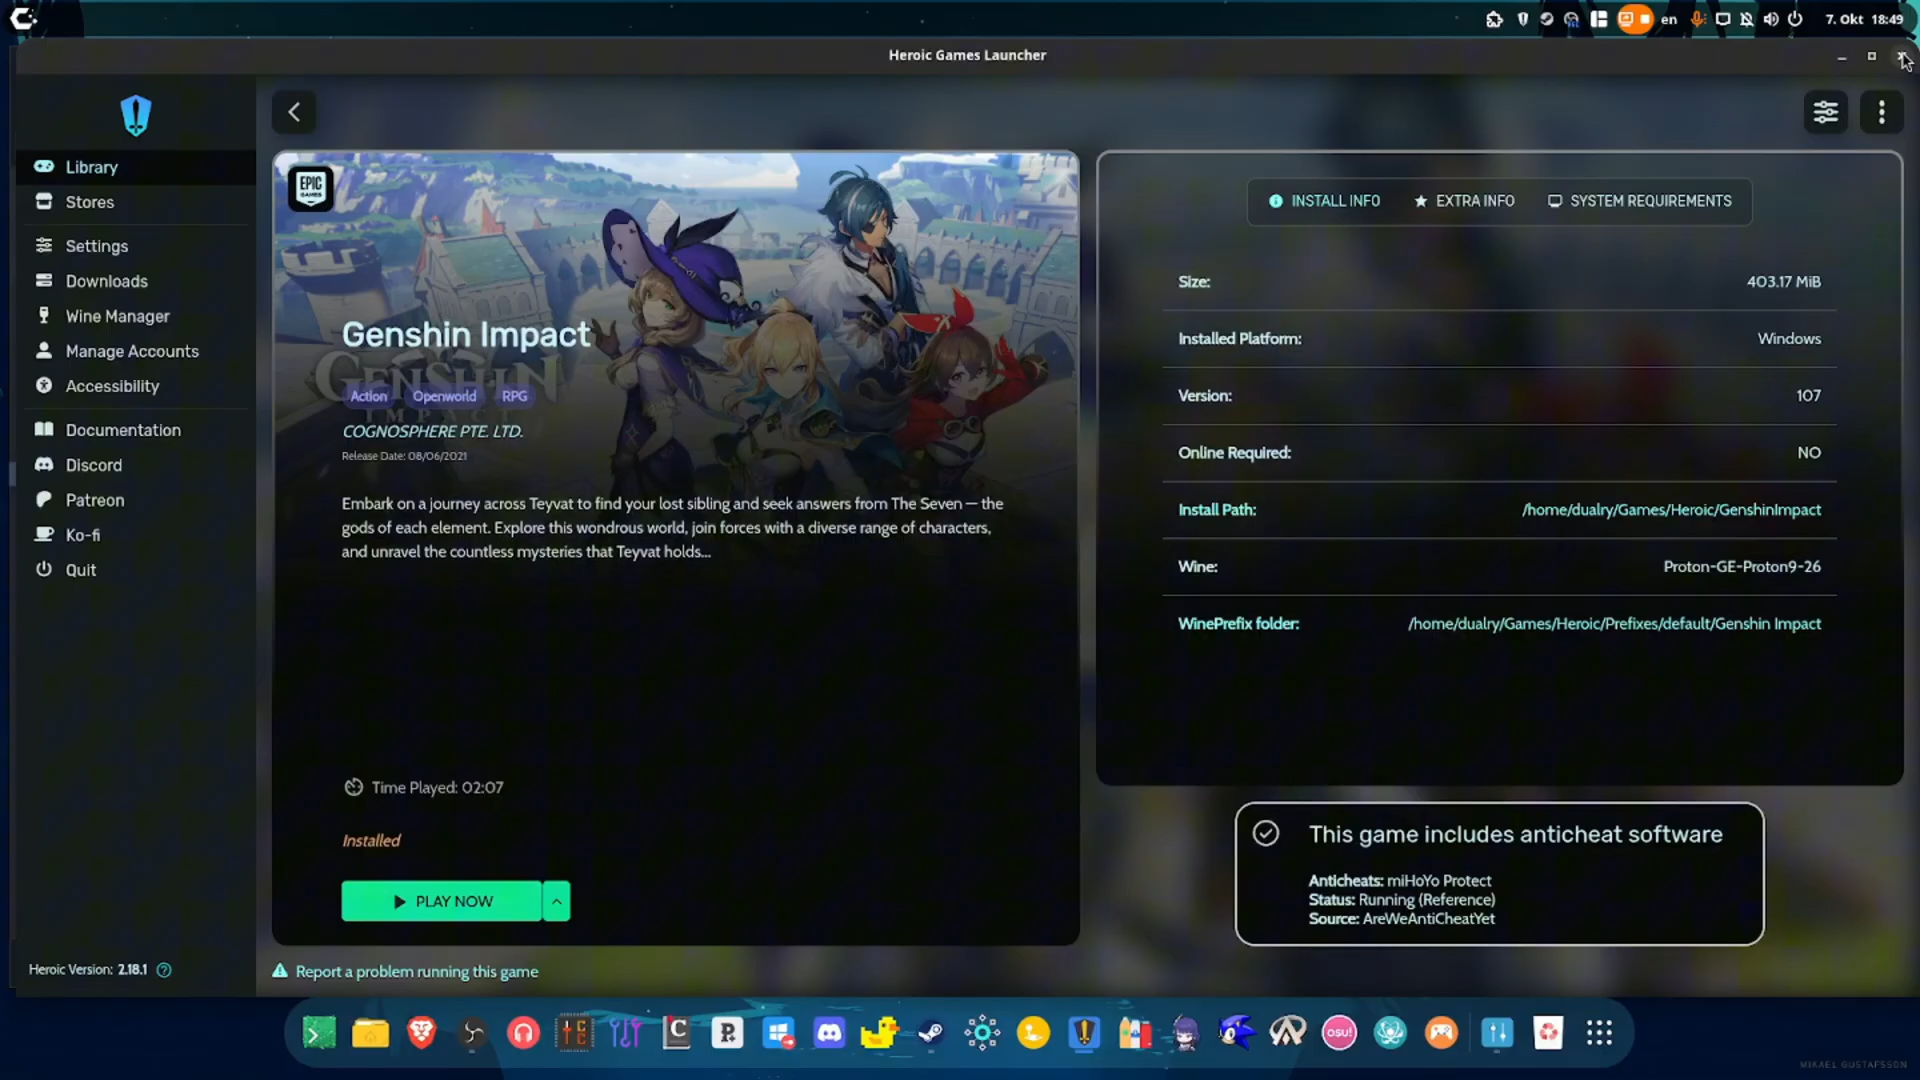 en
7. Okt 18:49
Heroic Games Launcher
Library
Stores
Settings
Downloads
Wine Manager
Manage Accounts
Accessibility
Documentation
Discord
Patreon
Ko-fi
Quit
Heroic Version: 2.18.1
EPIC
GAMES
GENSHIN
IMPACT
Genshin Impact
Action Openworld RPG
COGNOSPHERE PTE. LTD.
Release Date: 08/06/2021
Embark on a journey across Teyvat to find your lost sibling and seek answers from The Seven — the
gods of each element. Explore this wondrous world, join forces with a diverse range of characters,
and unravel the countless mysteries that Teyvat holds...
Time Played: 02:07
Installed
PLAY NOW
Report a problem running this game
INSTALL INFO
EXTRA INFO
SYSTEM REQUIREMENTS
Size: 403.17 MiB
Installed Platform: Windows
Version: 107
Online Required: NO
Install Path: /home/dualry/Games/Heroic/GenshinImpact
Wine: Proton-GE-Proton9-26
WinePrefix folder: /home/dualry/Games/Heroic/Prefixes/default/Genshin Impact
This game includes anticheat software
Anticheats: miHoYo Protect
Status: Running (Reference)
Source: AreWeAntiCheatYet
osu!
MIKAEL GUSTAFSSON